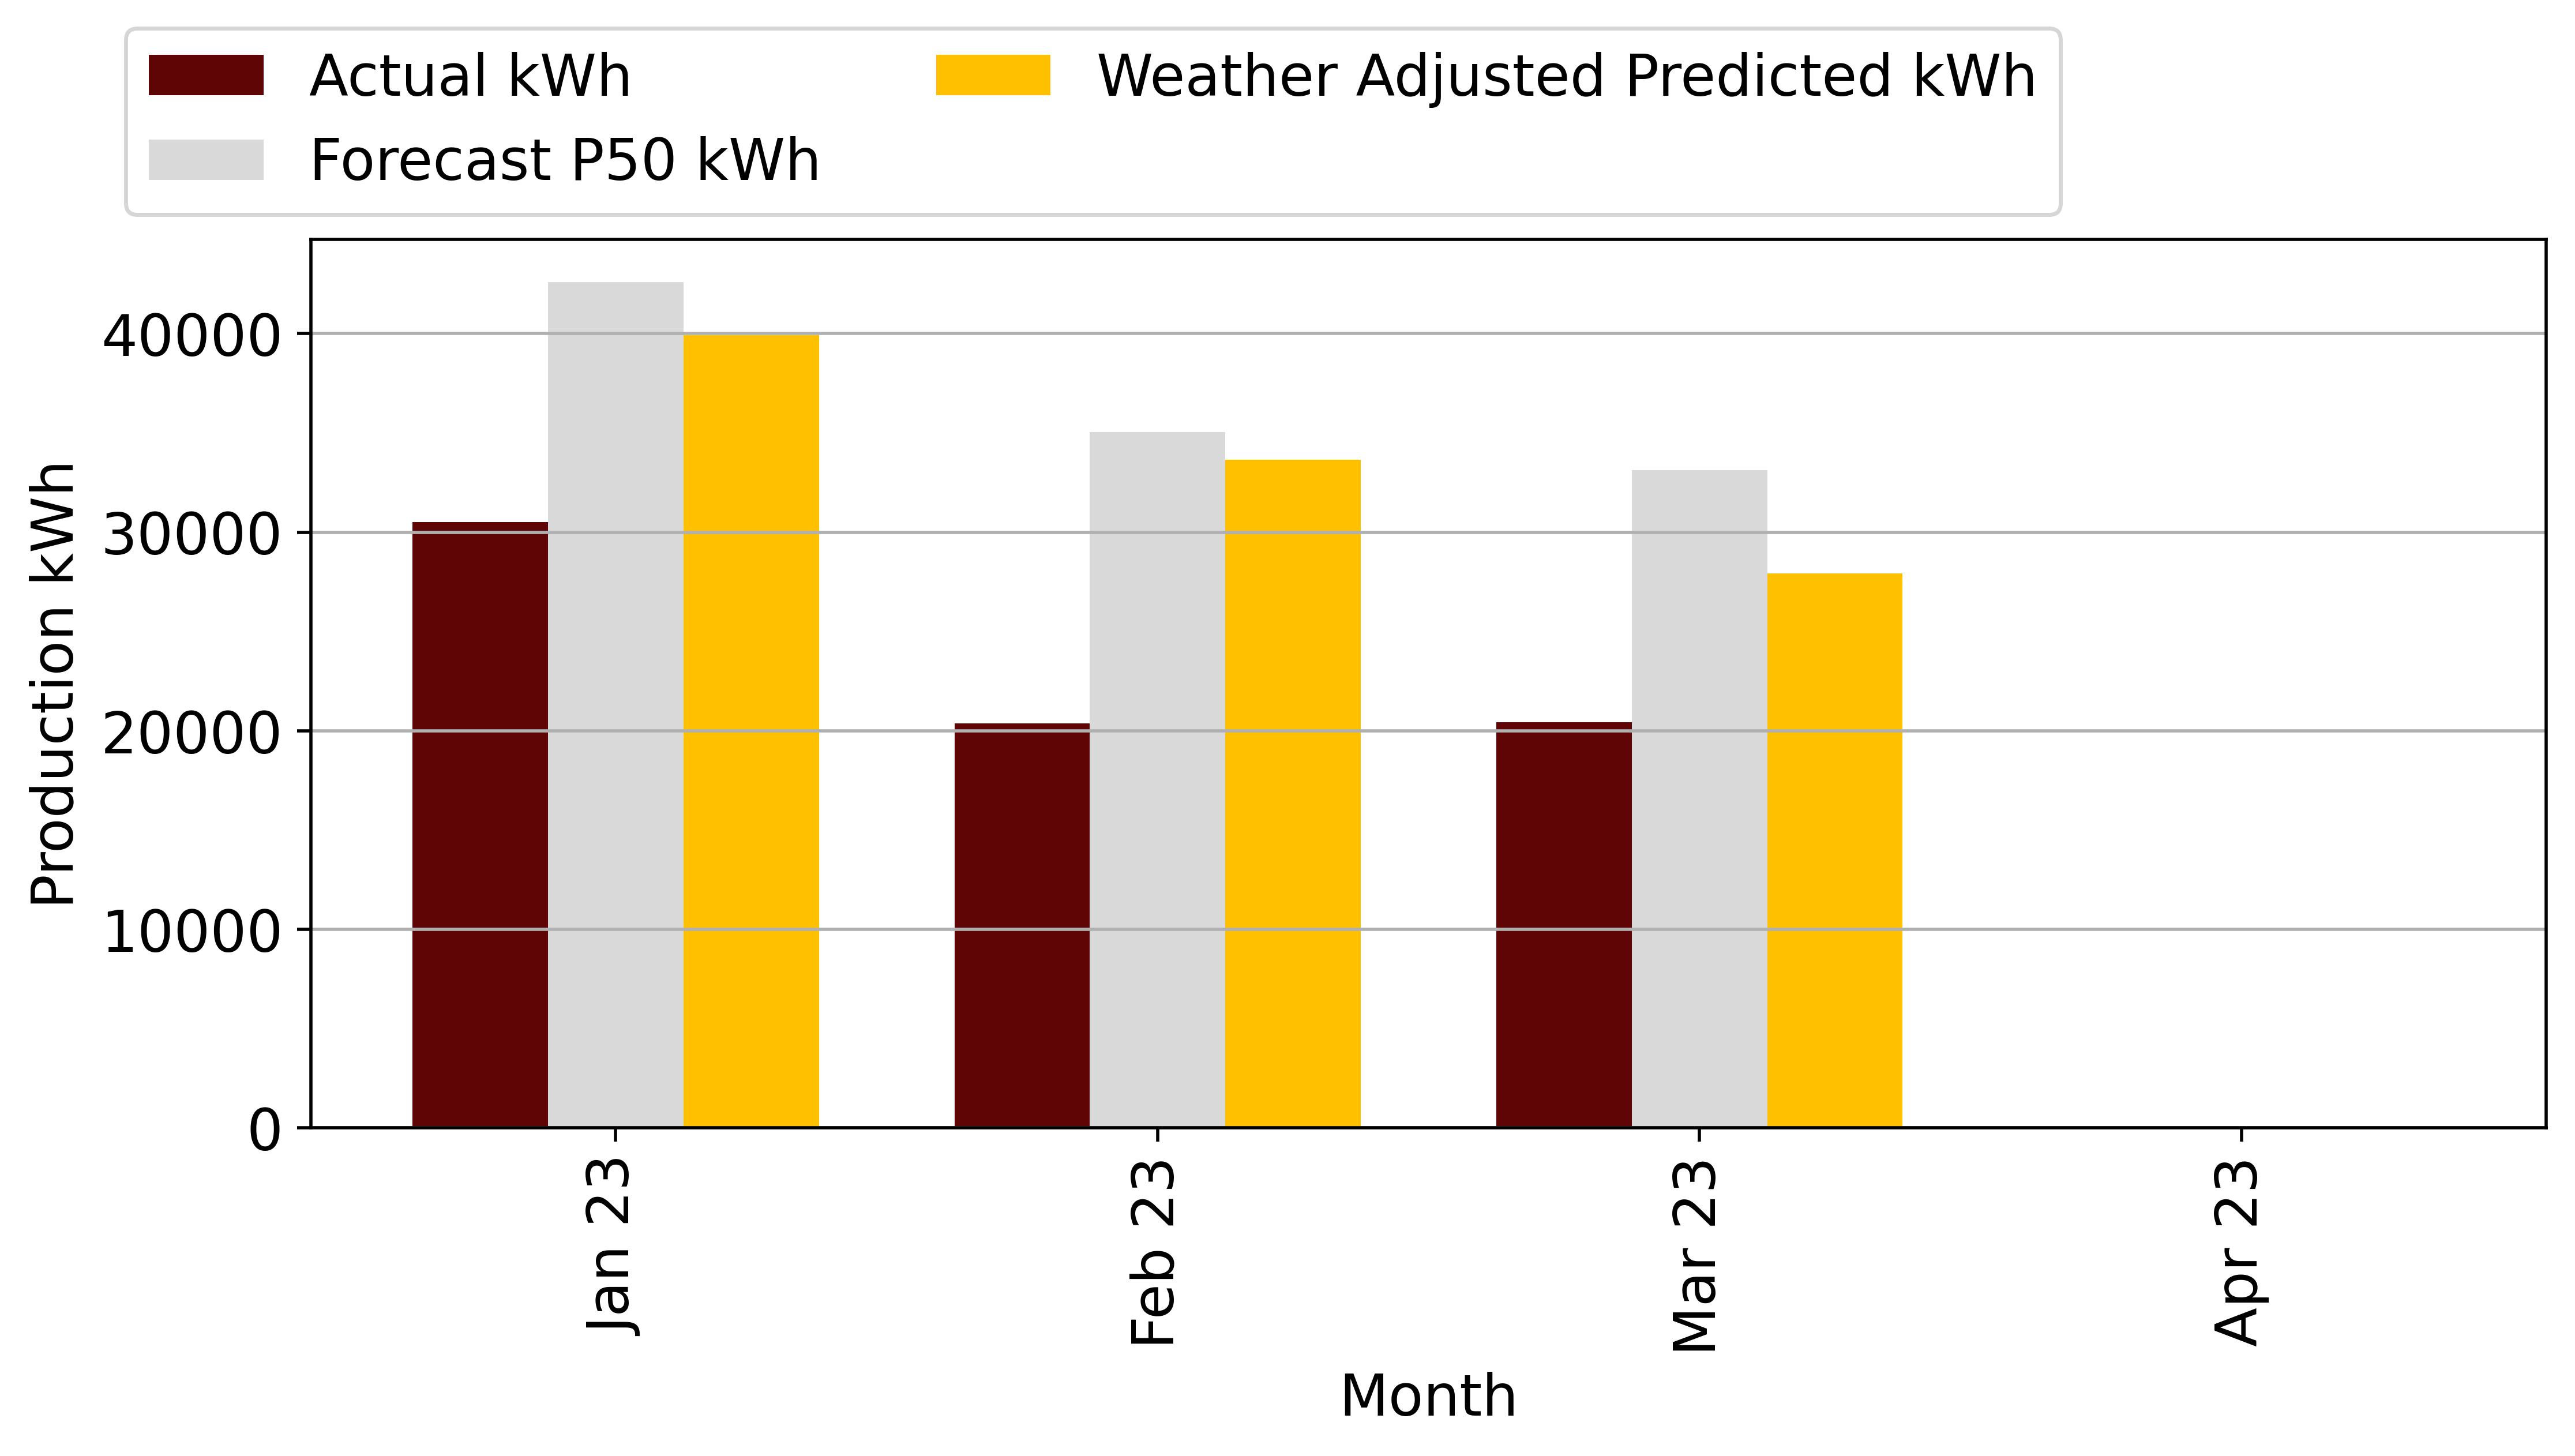 Actual kWh
Forecast P50 kWh
Weather Adjusted Predicted kWh
Production kWh
40000
30000
20000
10000
0
Jan 23
Feb 23
Mar 23
Apr 23
Month